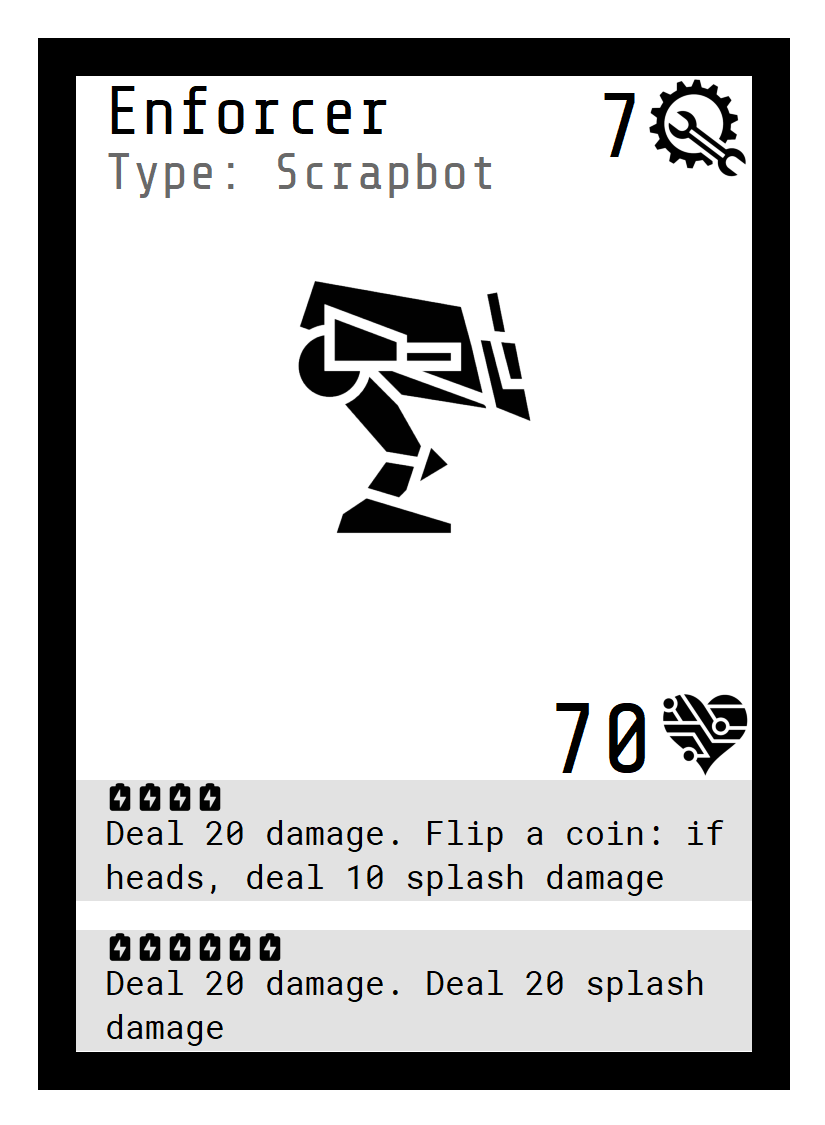 Enforcer
7
Type: Scrapbot
70
Deal 20 damage. Flip a coin: if
heads, deal 10 splash damage
Deal 20 damage. Deal 20 splash
damage